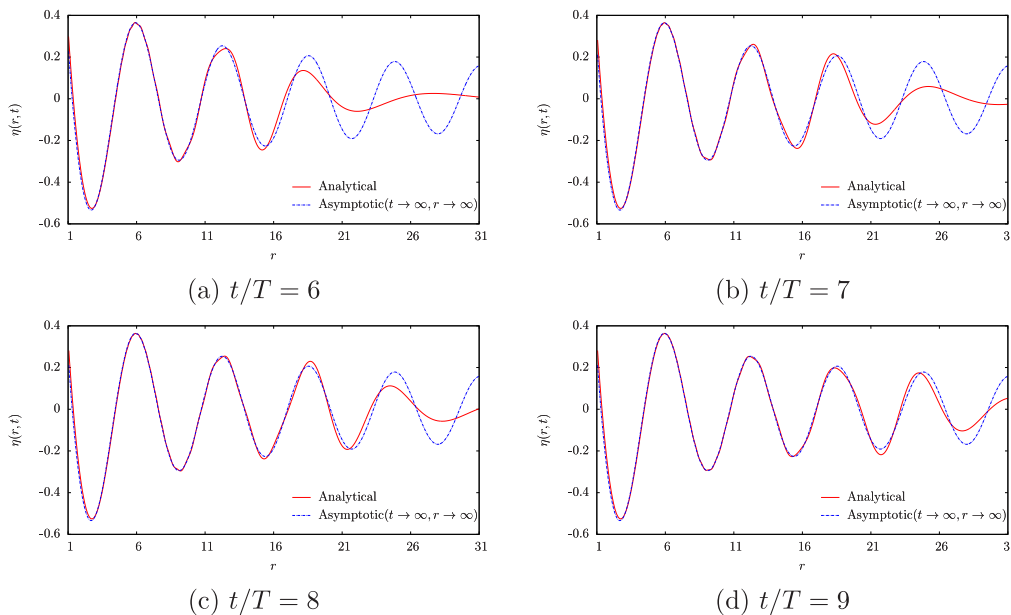 0.4
0.2
0
-0.2
-0.4
-0.6
η(r, t)
Analytical
Asymptotic(t → ∞, r → ∞)
1 6 11 16 21 26 31
r
(a) t/T = 6
0.4
0.2
0
-0.2
-0.4
-0.6
η(r, t)
Analytical
Asymptotic(t → ∞, r → ∞)
1 6 11 16 21 26 3
r
(b) t/T = 7
0.4
0.2
0
-0.2
-0.4
-0.6
η(r, t)
Analytical
Asymptotic(t → ∞, r → ∞)
1 6 11 16 21 26 31
r
(c) t/T = 8
0.4
0.2
0
-0.2
-0.4
-0.6
η(r, t)
Analytical
Asymptotic(t → ∞, r → ∞)
1 6 11 16 21 26 3
r
(d) t/T = 9